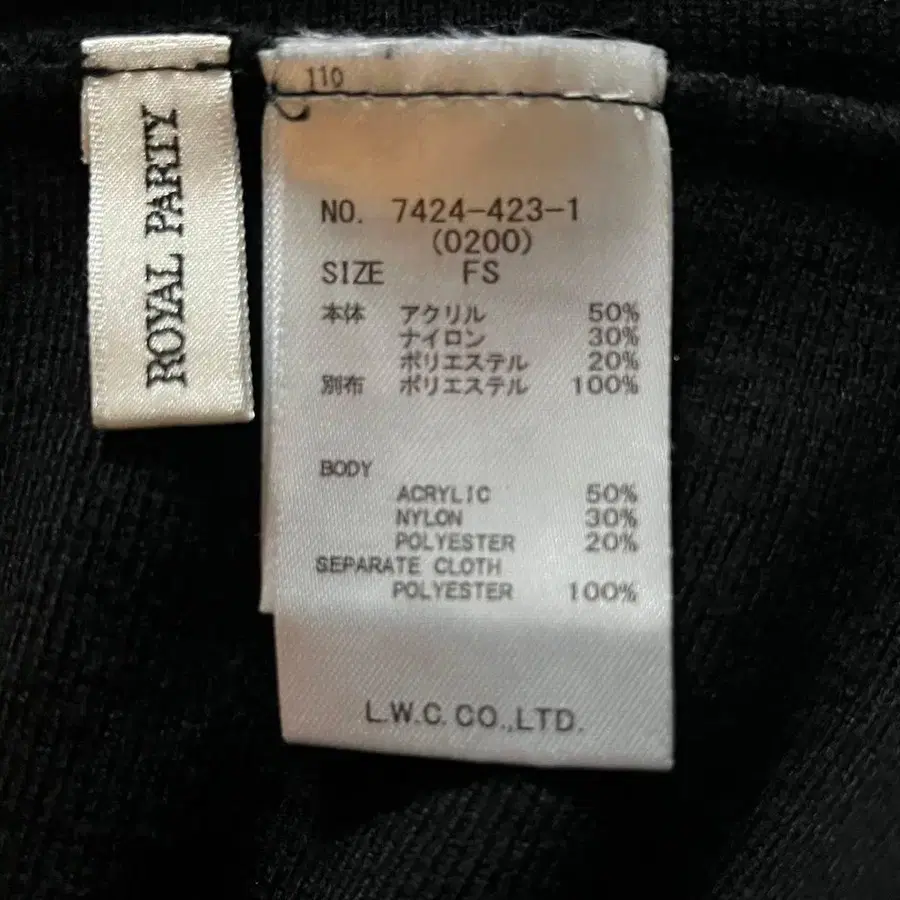 ROYAL PARTY
110
NO. 7424-423-1
(0200)
SIZE FS
本体 アクリル 50%
ナイロン 30%
ポリエステル 20%
別布 ポリエステル 100%
BODY
ACRYLIC 50%
NYLON 30%
POLYESTER 20%
SEPARATE CLOTH
POLYESTER 100%
L.W.C.CO.,LTD.